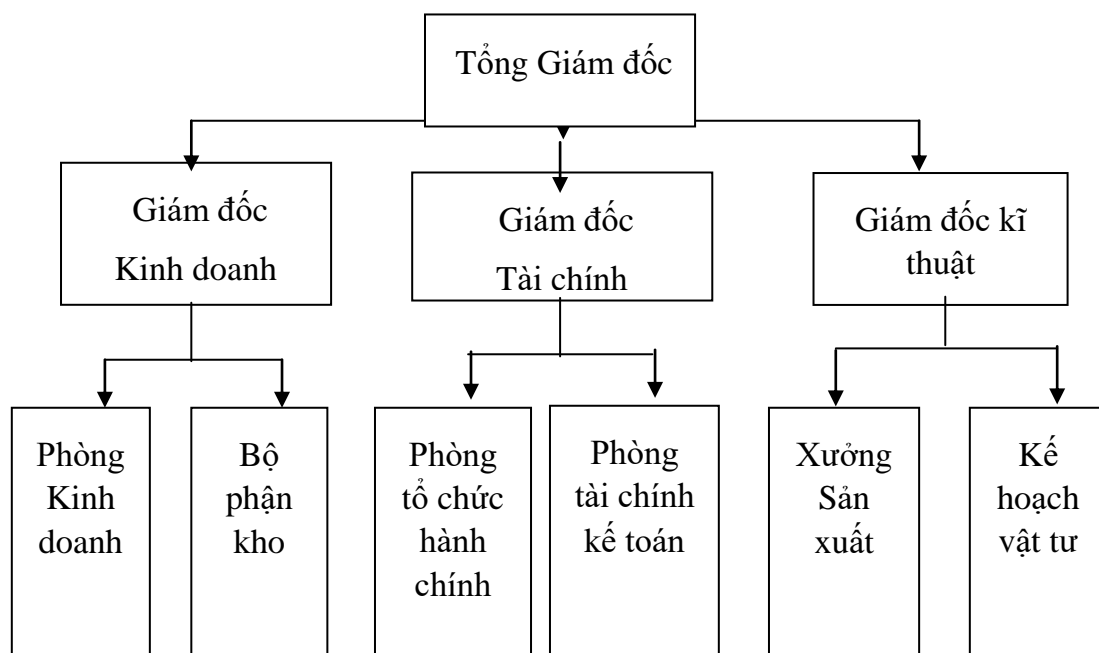 Tổng Giám đốc
Giám đốc
Kinh doanh
Giám đốc
Tài chính
Giám đốc kĩ
thuật
Phòng
Kinh
doanh
Bộ
phận
kho
Phòng
tổ chức
hành
chính
Phòng
tài chính
kế toán
Xưởng
Sản
xuất
Kế
hoạch
vật tư